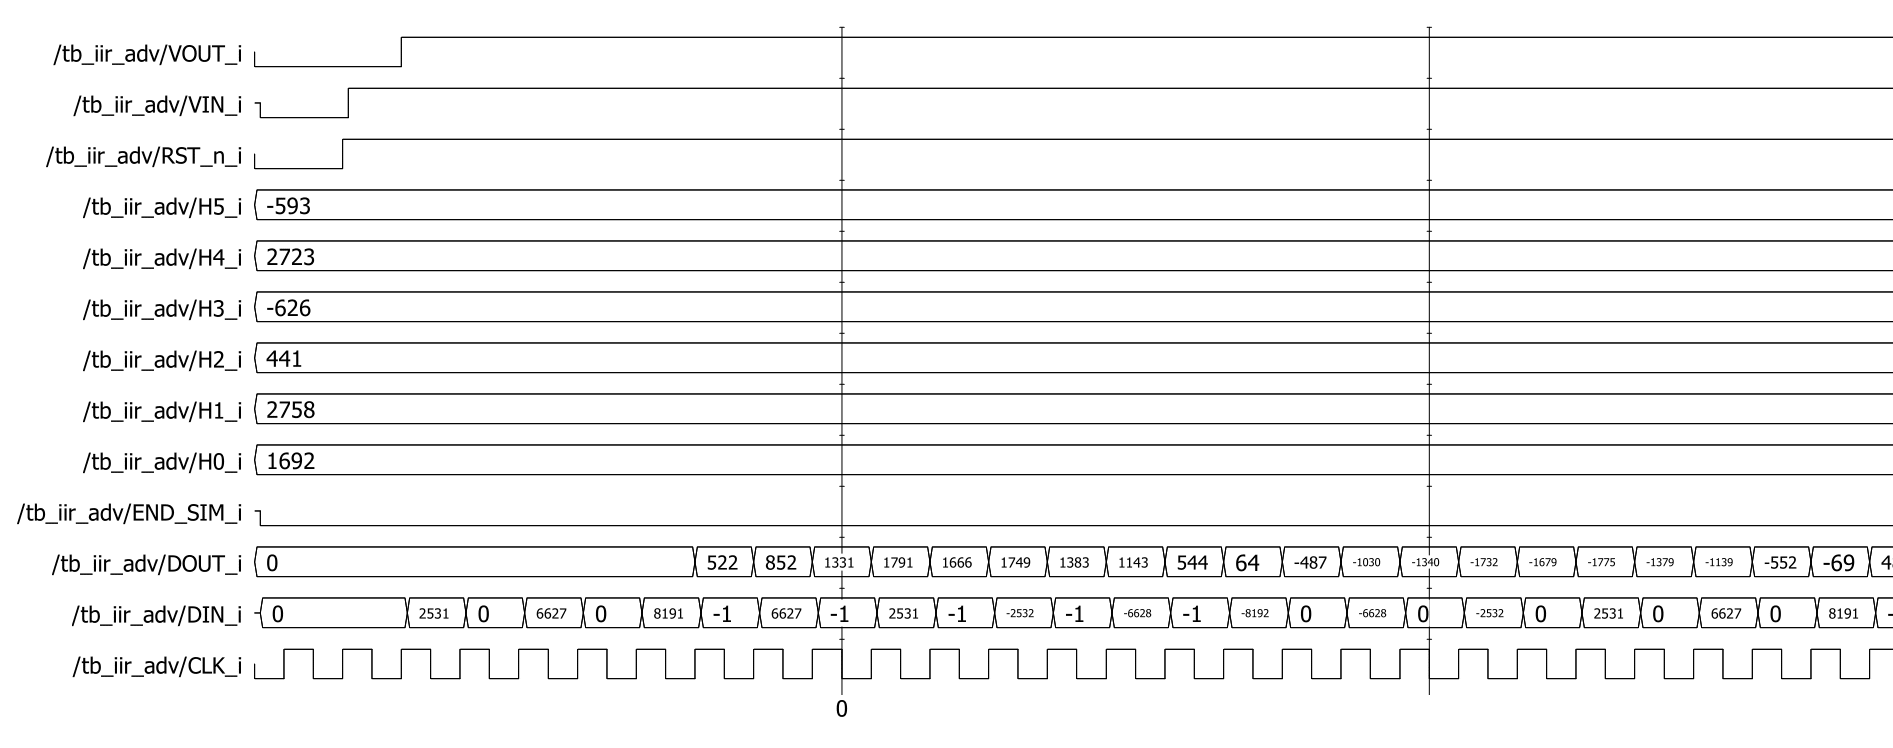 /tb_iir_adv/VOUT_i
/tb_iir_adv/VIN_i
/tb_iir_adv/RST_n_i
/tb_iir_adv/H5_i -593
/tb_iir_adv/H4_i 2723
/tb_iir_adv/H3_i -626
/tb_iir_adv/H2_i 441
/tb_iir_adv/H1_i 2758
/tb_iir_adv/H0_i 1692
/tb_iir_adv/END_SIM_i
/tb_iir_adv/DOUT_i 0 522 852 1331 1791 1666 1749 1383 1143 544 64 -487 -1030 -1340 -1732 -1679 -1775 -1379 -1139 -552 -69
/tb_iir_adv/DIN_i 0 2531 0 6627 0 8191 -1 6627 -1 2531 -1 -2532 -1 -6628 -1 -8192 0 -6628 0 -2532 0 2531 0 6627 0 8191 -
/tb_iir_adv/CLK_i
0